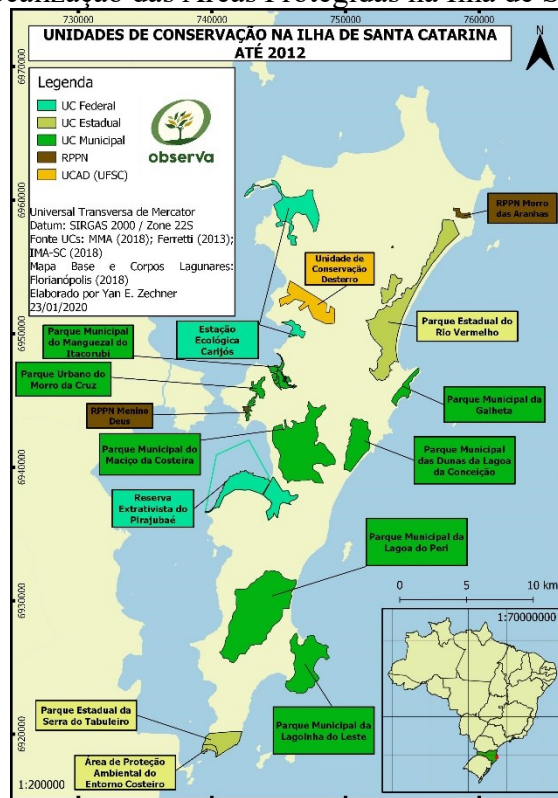 ealização das Áreas Protegidas na Ilha de S
730000
740000
750000
760000
UNIDADES DE CONSERVAÇÃO NA ILHA DE SANTA CATARINA
ATÉ 2012
N
6970000
Legenda
UC Federal
UC Estadual
UC Municipal
RPPN
UCAD (UFSC)
observa
Universal Transversa de Mercator
Datum: SIRGAS 2000 / Zone 22S
Fonte UCs: MMA (2018); Ferretti (2013);
IMA-SC (2018)
Mapa Base e Corpos Lagunares:
Florianópolis (2018)
Elaborado por Yan E. Zechner
23/01/2020
6960000
RPPN Morro
das Aranhas
Unidade de
Conservação
Desterro
Parque Estadual do
Rio Vermelho
Estação
Ecológica
Carijós
6950000
Parque Municipal
do Manguezal do
Itacorubi
Parque Urbano do
Morro da Cruz
RPPN Menino
Deus
Parque Municipal da
Galheta
Parque Municipal do
Maciço da Costeira
Parque Municipal
das Dunas da Lagoa
da Conceição
6940000
Reserva
Extrativista do
Pirajubaé
Parque Municipal da
Lagoa do Peri
0 5 10 km
6930000
1:70000000
Parque Estadual da
Serra do Tabuleiro
Parque Municipal da
Lagoinha do Leste
6920000
Área de Proteção
Ambiental do
Entorno Costeiro
1:200000